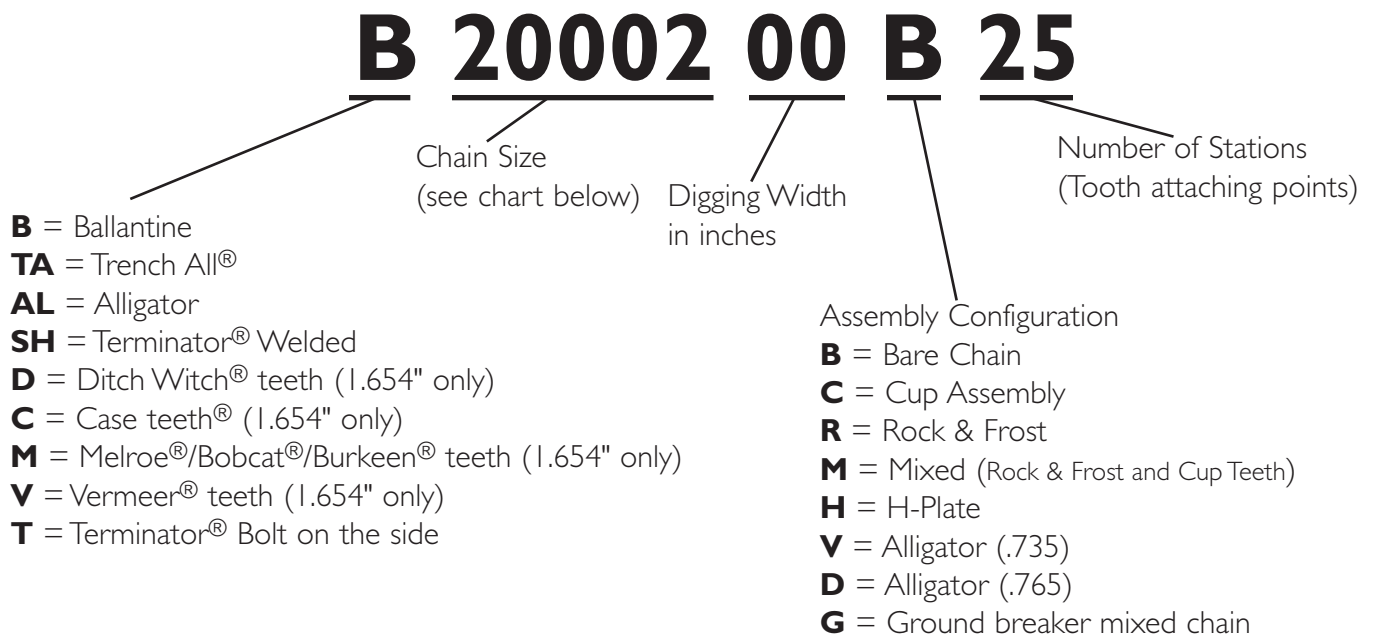 B 20002 00 B 25
Chain Size
(see chart below)
Digging Width
in inches
Number of Stations
(Tooth attaching points)
B = Ballantine
TA = Trench All®
AL = Alligator
SH = Terminator® Welded
D = Ditch Witch® teeth (1.654" only)
C = Case teeth® (1.654" only)
M = Melroe®/Bobcat®/Burkeen® teeth (1.654" only)
V = Vermeer® teeth (1.654" only)
T = Terminator® Bolt on the side
Assembly Configuration
B = Bare Chain
C = Cup Assembly
R = Rock & Frost
M = Mixed (Rock & Frost and Cup Teeth)
H = H-Plate
V = Alligator (.735)
D = Alligator (.765)
G = Ground breaker mixed chain